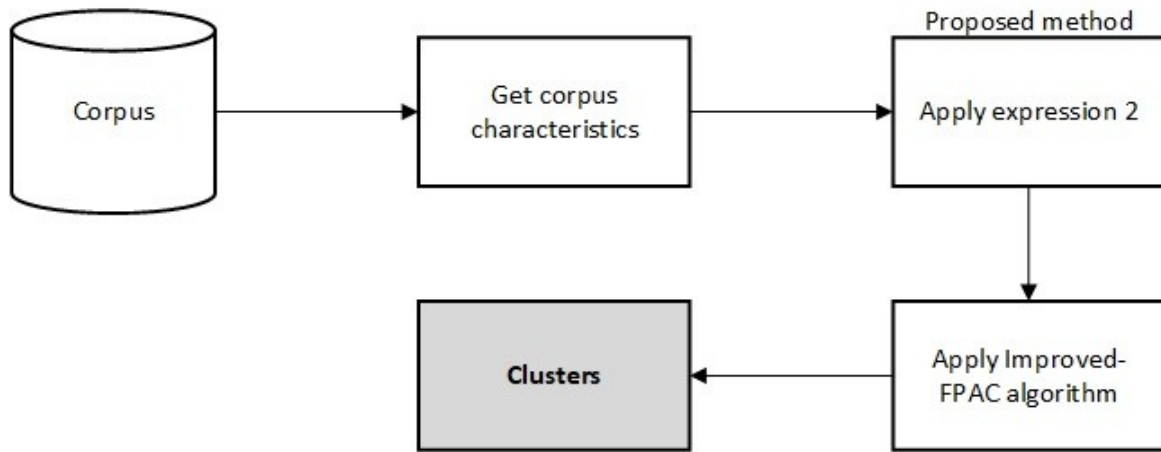 Proposed method
Corpus
Get corpus
characteristics
Apply expression 2
Apply Improved-
FPAC algorithm
Clusters